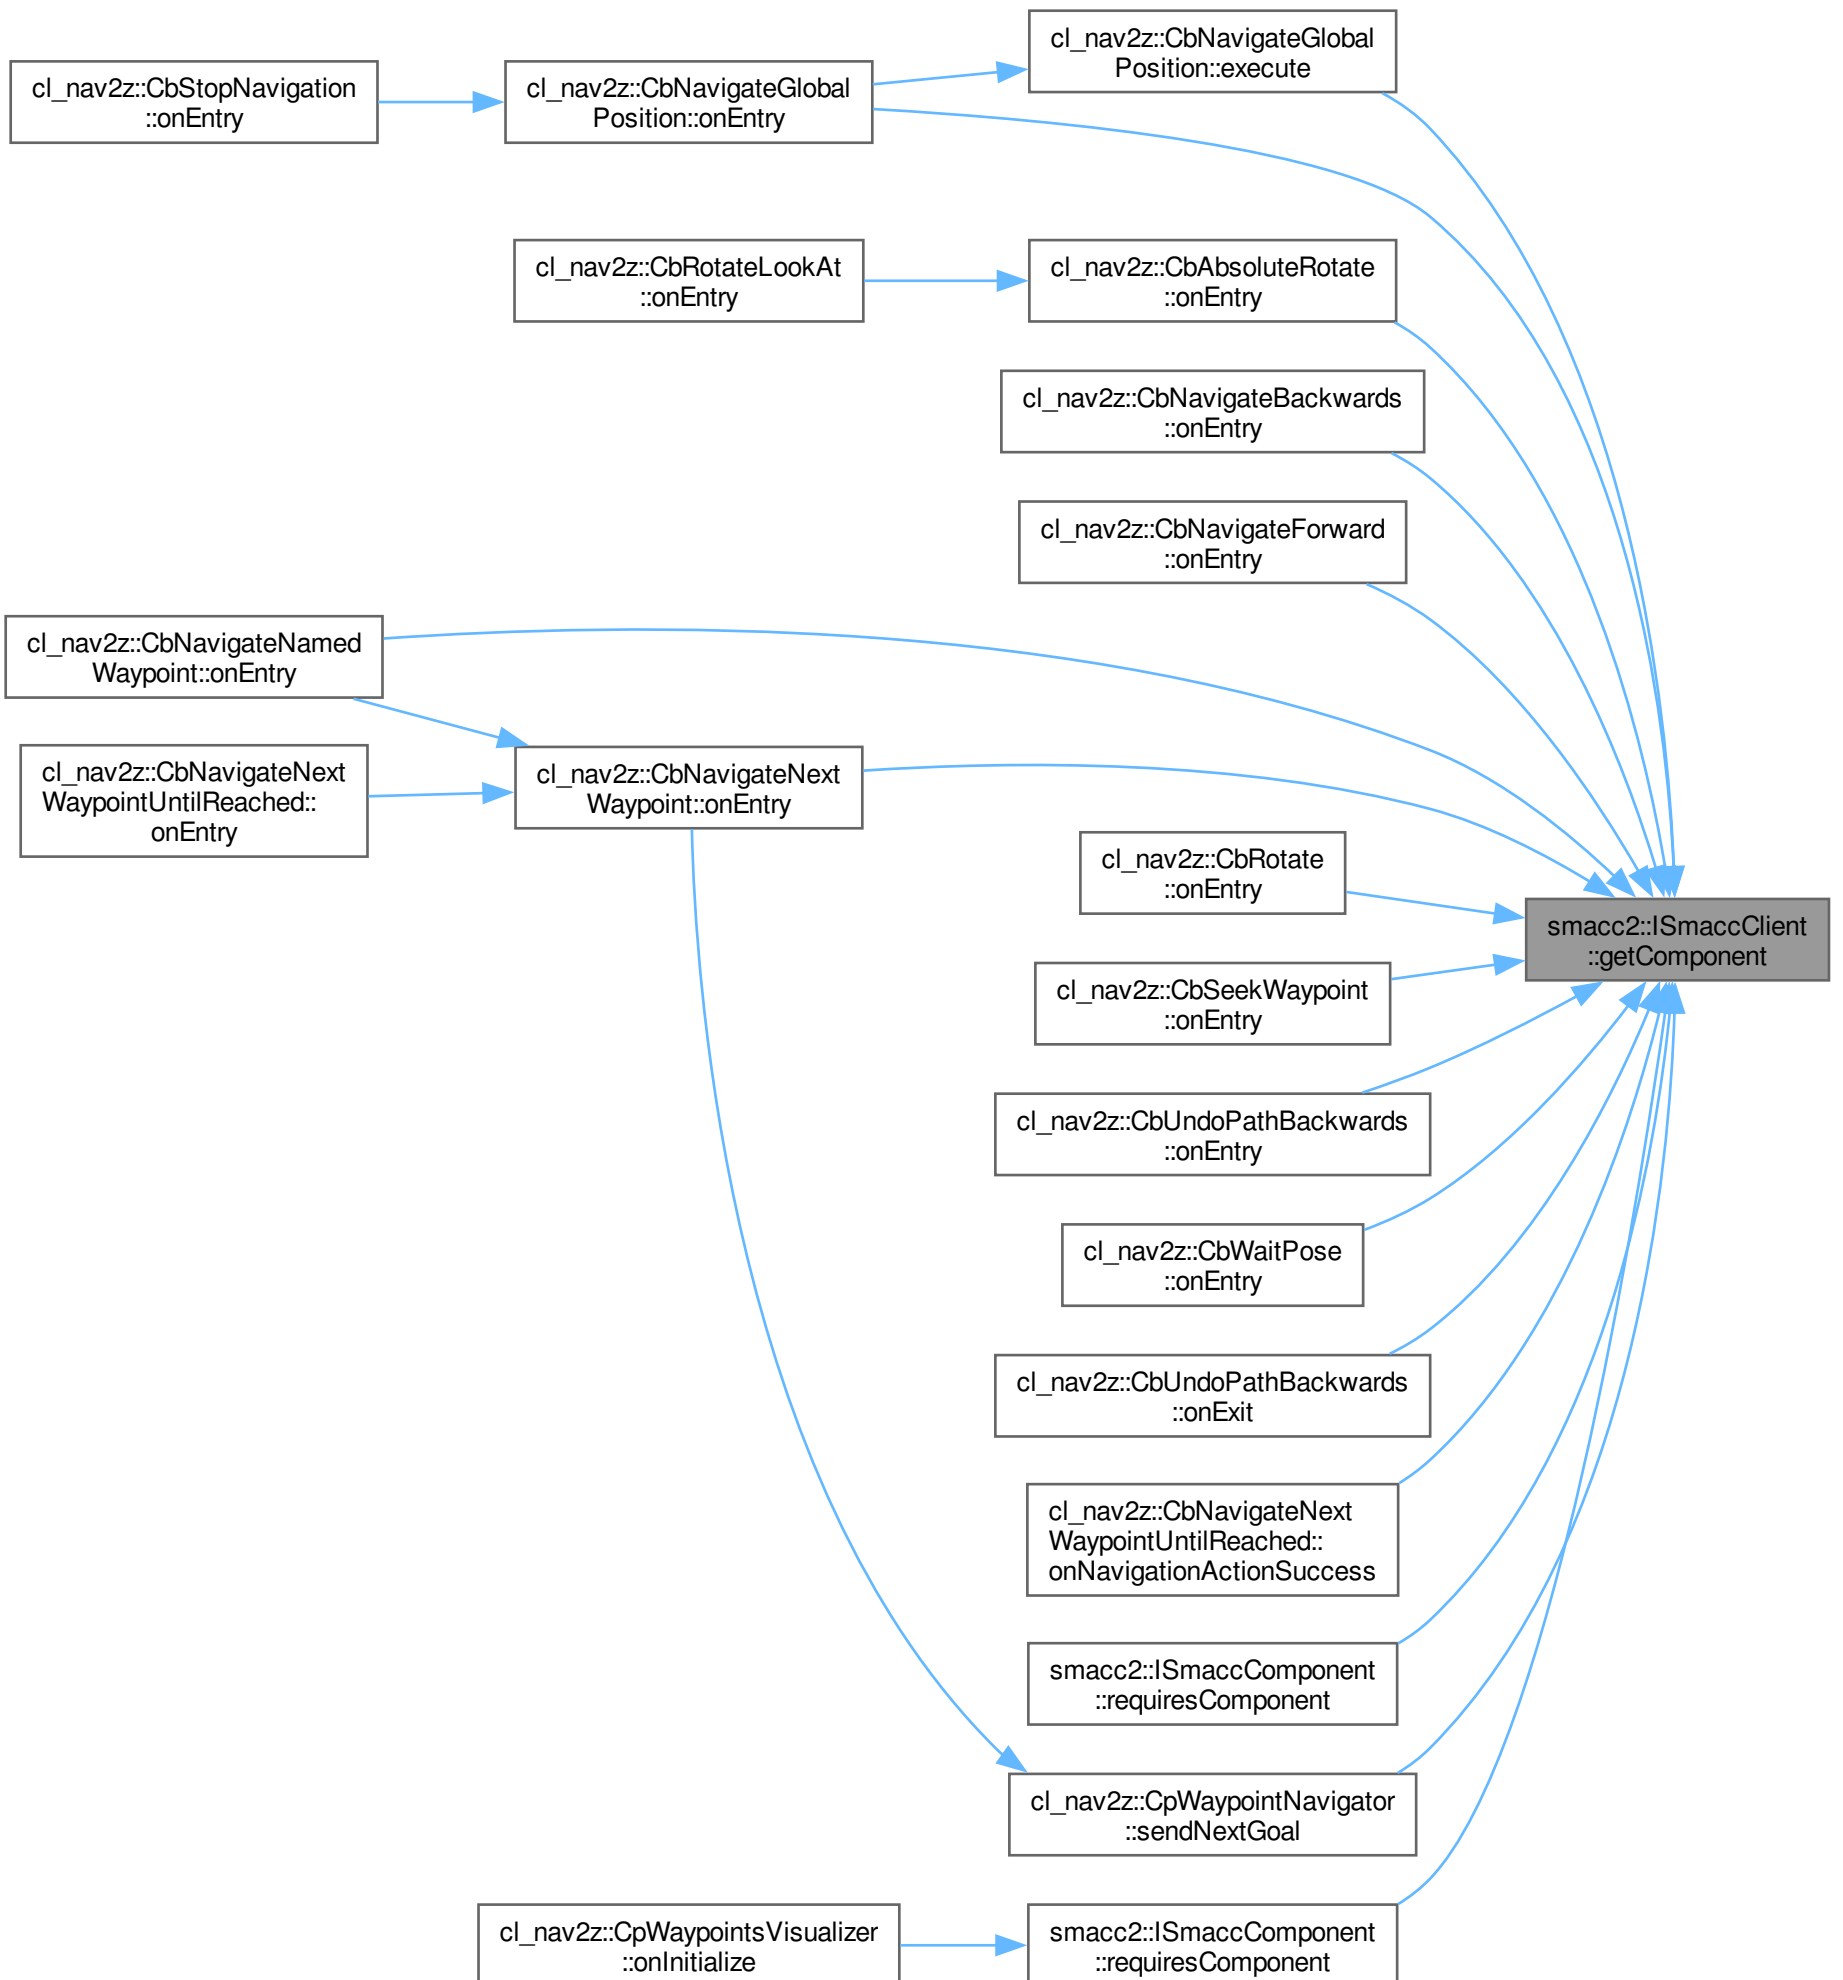 cl_nav2z::CbNavigateGlobal
Position::execute
cl_nav2z::CbStopNavigation
::onEntry
cl_nav2z::CbNavigateGlobal
Position::onEntry
cl_nav2z::CbRotateLookAt
::onEntry
cl_nav2z::CbAbsoluteRotate
::onEntry
cl_nav2z::CbNavigateBackwards
::onEntry
cl_nav2z::CbNavigateForward
::onEntry
cl_nav2z::CbNavigateNamed
Waypoint::onEntry
cl_nav2z::CbNavigateNext
WaypointUntilReached::
onEntry
cl_nav2z::CbNavigateNext
Waypoint::onEntry
cl_nav2z::CbRotate
::onEntry
smacc2::ISmaccClient
::getComponent
cl_nav2z::CbSeekWaypoint
::onEntry
cl_nav2z::CbUndoPathBackwards
::onEntry
cl_nav2z::CbWaitPose
::onEntry
cl_nav2z::CbUndoPathBackwards
::onExit
cl_nav2z::CbNavigateNext
WaypointUntilReached::
onNavigationActionSuccess
smacc2::ISmaccComponent
::requiresComponent
cl_nav2z::CpWaypointNavigator
::sendNextGoal
cl_nav2z::CpWaypointsVisualizer
::onInitialize
smacc2::ISmaccComponent
::requiresComponent